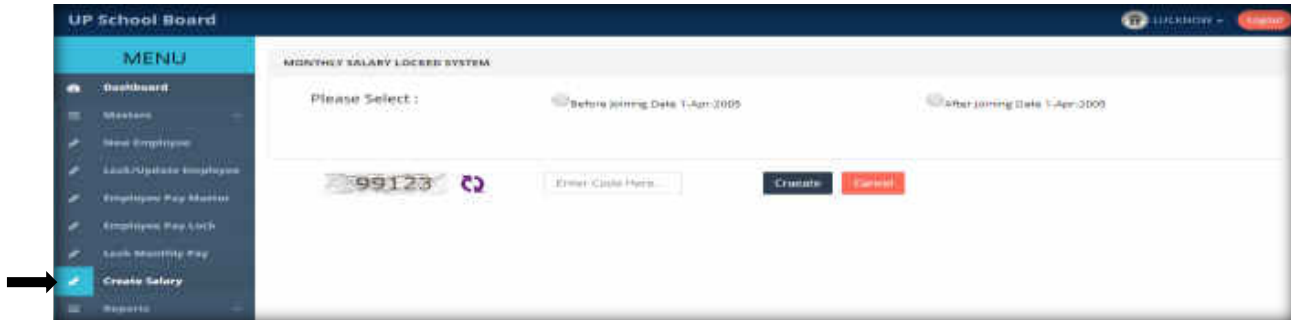 UP School Board
LUCKNOW
Logout
MENU
Dashboard
Masters
New Employee
Lock/Update Employee
Employee Pay Master
Employee Pay Lock
Lock Monthly Pay
Create Salary
Reports
MONTHLY SALARY LOCKED SYSTEM
Please Select :
Before Joining Date 1-Apr-2005
After Joining Date 1-Apr-2005
99123
Enter Code Here...
Create
Cancel